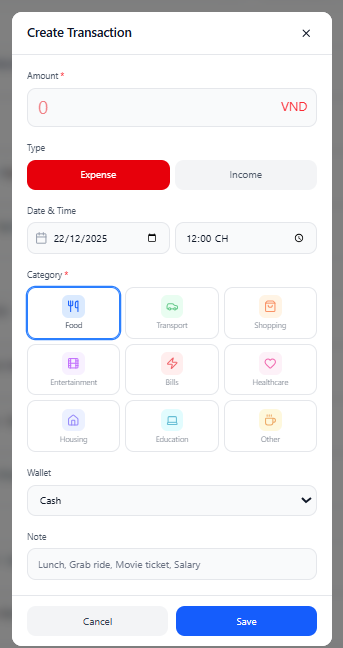 Create Transaction
Amount *
0 VND
Type
Expense Income
Date & Time
22/12/2025 12:00 CH
Category *
Food Transport Shopping
Entertainment Bills Healthcare
Housing Education Other
Wallet
Cash
Note
Lunch, Grab ride, Movie ticket, Salary
Cancel Save